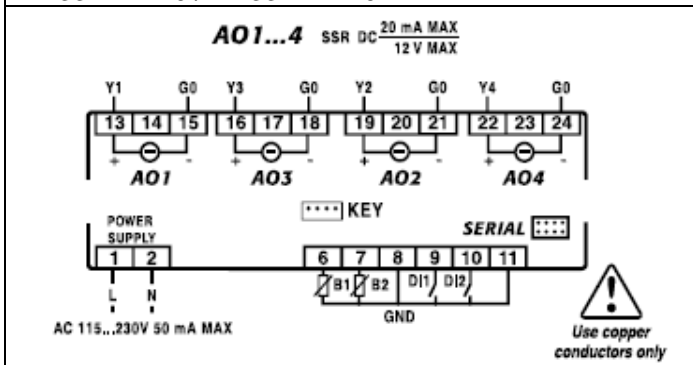 AO1...4 SSR DC 20 mA MAX
12 V MAX
Y1 G0 Y3 G0 Y2 G0 Y4 G0
13 14 15 16 17 18 19 20 21 22 23 24
+ - + - + - + -
AO1 AO3 AO2 AO4
KEY
POWER
SUPPLY
SERIAL
1 2 6 7 8 9 10 11
B1 B2 DI1 DI2
L N
GND
AC 115...230V 50 mA MAX
Use copper
conductors only